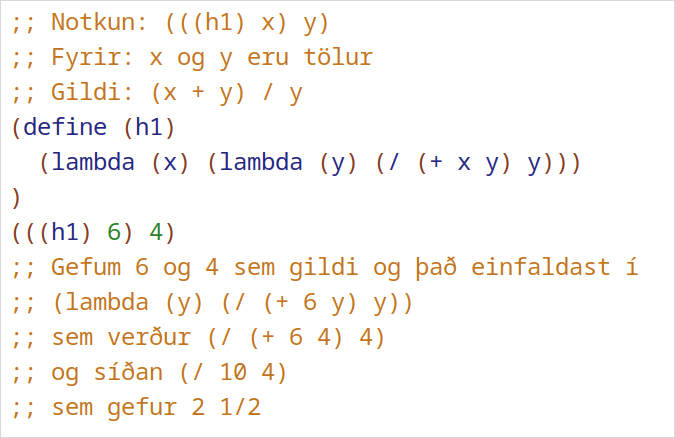 ;; Notkun: (((h1) x) y)
;; Fyrir: x og y eru tölur
;; Gildi: (x + y) / y
(define (h1)
  (lambda (x) (lambda (y) (/ (+ x y) y)))
)
(((h1) 6) 4)
;; Gefum 6 og 4 sem gildi og það einfaldast í
;; (lambda (y) (/ (+ 6 y) y))
;; sem verður (/ (+ 6 4) 4)
;; og síðan (/ 10 4)
;; sem gefur 2 1/2